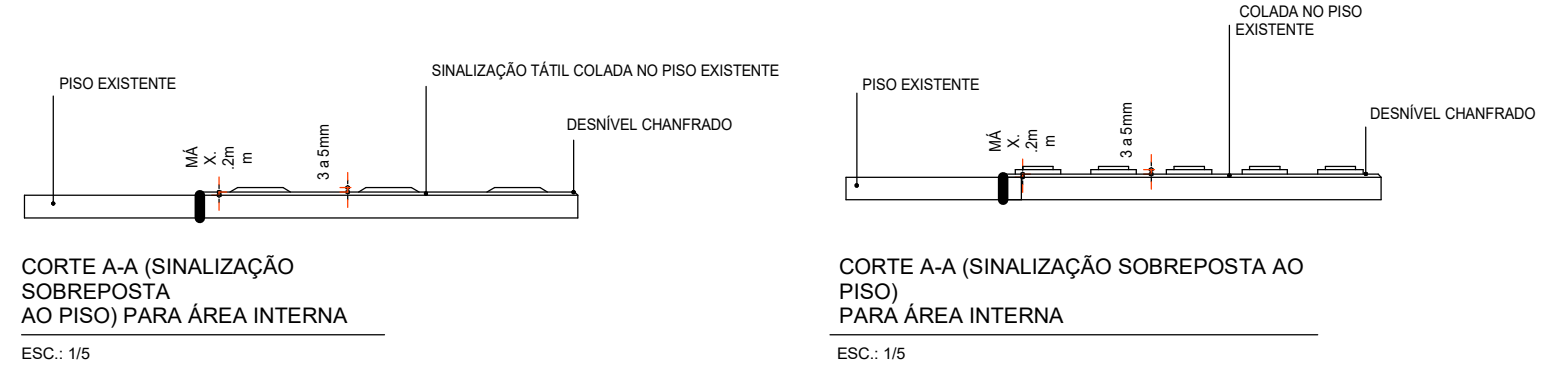 PISO EXISTENTE
SINALIZAÇÃO TÁTIL COLADA NO PISO EXISTENTE
DESNÍVEL CHANFRADO
MÁ
X.
.2m
m
3 a 5mm
CORTE A-A (SINALIZAÇÃO
SOBREPOSTA
AO PISO) PARA ÁREA INTERNA
ESC.: 1/5
COLADA NO PISO
EXISTENTE
PISO EXISTENTE
DESNÍVEL CHANFRADO
MÁ
X.
.2m
m
3 a 5mm
CORTE A-A (SINALIZAÇÃO SOBREPOSTA AO
PISO)
PARA ÁREA INTERNA
ESC.: 1/5